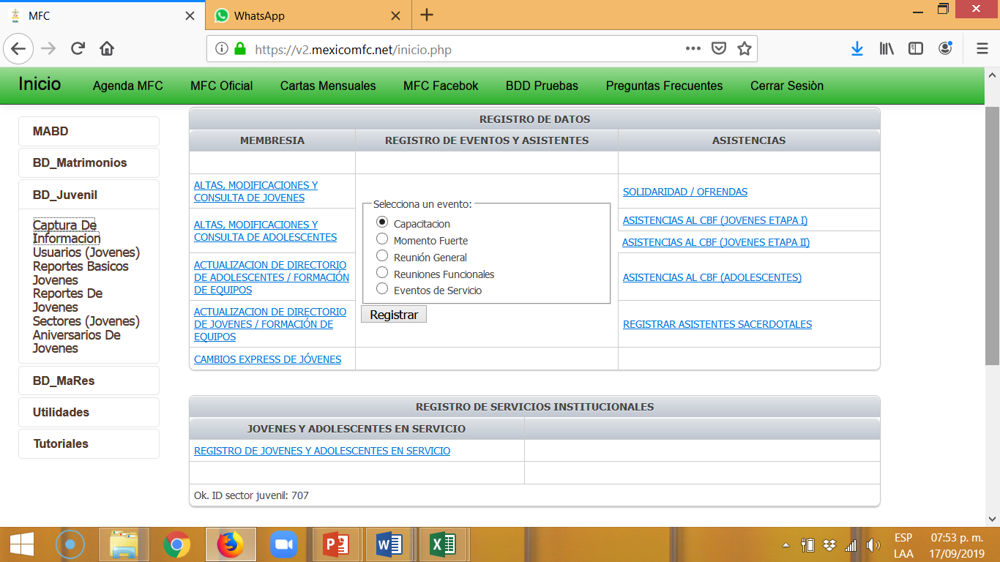 MFC
WhatsApp
https://v2.mexicomfc.net/inicio.php
Inicio
Agenda MFC
MFC Oficial
Cartas Mensuales
MFC Facebok
BDD Pruebas
Preguntas Frecuentes
Cerrar Sesiòn
MABD
BD_Matrimonios
BD_Juvenil
Captura De
Informacion
Usuarios (Jovenes)
Reportes Basicos
Jovenes
Reportes De
Jovenes
Sectores (Jovenes)
Aniversarios De
Jovenes
BD_MaRes
Utilidades
Tutoriales
REGISTRO DE DATOS
MEMBRESIA
REGISTRO DE EVENTOS Y ASISTENTES
ASISTENCIAS
ALTAS, MODIFICACIONES Y
CONSULTA DE JOVENES
ALTAS, MODIFICACIONES Y
CONSULTA DE ADOLESCENTES
ACTUALIZACION DE DIRECTORIO
DE ADOLESCENTES / FORMACIÓN
DE EQUIPOS
ACTUALIZACION DE DIRECTORIO
DE JOVENES / FORMACIÓN DE
EQUIPOS
CAMBIOS EXPRESS DE JÓVENES
Selecciona un evento:
Capacitacion
Momento Fuerte
Reunión General
Reuniones Funcionales
Eventos de Servicio
Registrar
SOLIDARIDAD / OFRENDAS
ASISTENCIAS AL CBF (JOVENES ETAPA I)
ASISTENCIAS AL CBF (JOVENES ETAPA II)
ASISTENCIAS AL CBF (ADOLESCENTES)
REGISTRAR ASISTENTES SACERDOTALES
REGISTRO DE SERVICIOS INSTITUCIONALES
JOVENES Y ADOLESCENTES EN SERVICIO
REGISTRO DE JOVENES Y ADOLESCENTES EN SERVICIO
Ok. ID sector juvenil: 707
ESP
LAA
07:53 p. m.
17/09/2019